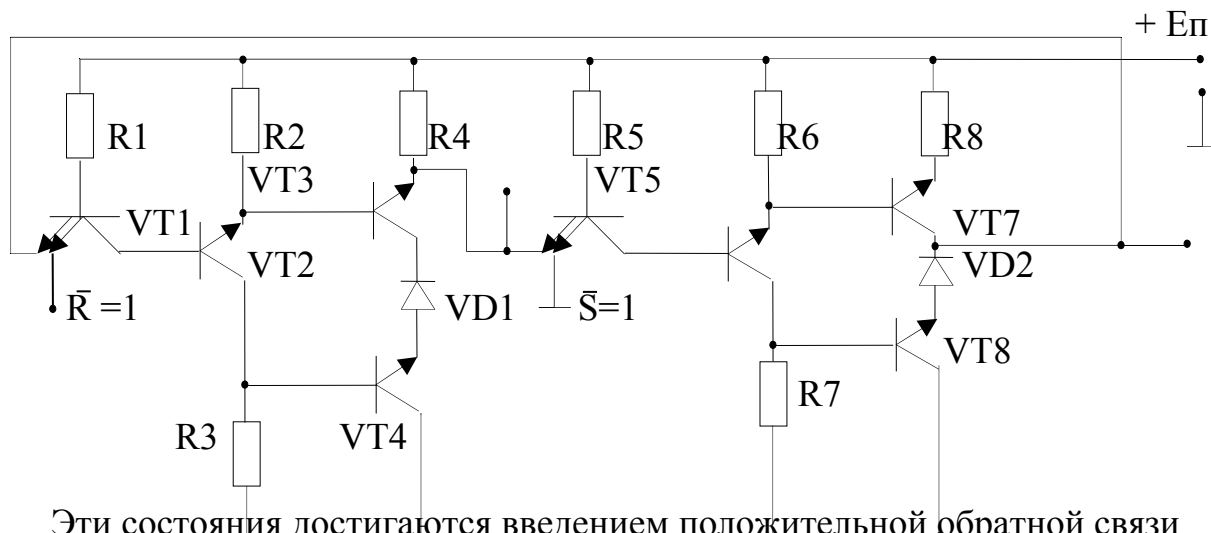 + Еп
R1 R2 R4 R5 R6 R8
VT3 VT5
VT1 VT7
VT2 VD2
R̄ =1 VD1 S̄=1
VT8
R7
R3 VT4
Эти состояния достигаются введением положительной обратной связи